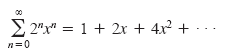 ∞
∑ 2ⁿxⁿ = 1 + 2x + 4x² + · · ·
n=0